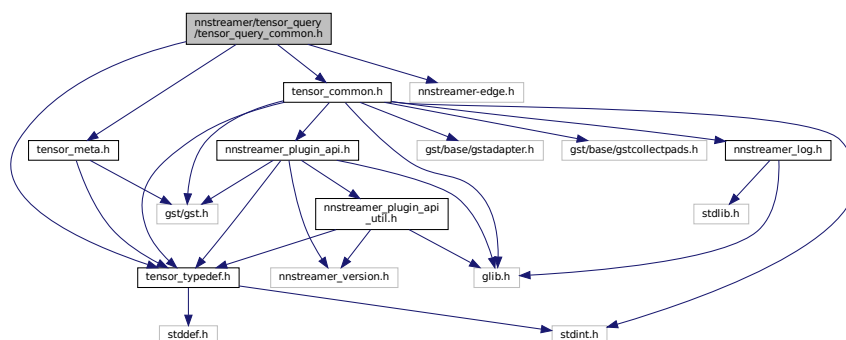 nnstreamer/tensor_query
/tensor_query_common.h
tensor_common.h
nnstreamer-edge.h
tensor_meta.h
nnstreamer_plugin_api.h
gst/base/gstadapter.h
gst/base/gstcollectpads.h
nnstreamer_log.h
gst/gst.h
nnstreamer_plugin_api
_util.h
stdlib.h
tensor_typedef.h
nnstreamer_version.h
glib.h
stddef.h
stdint.h